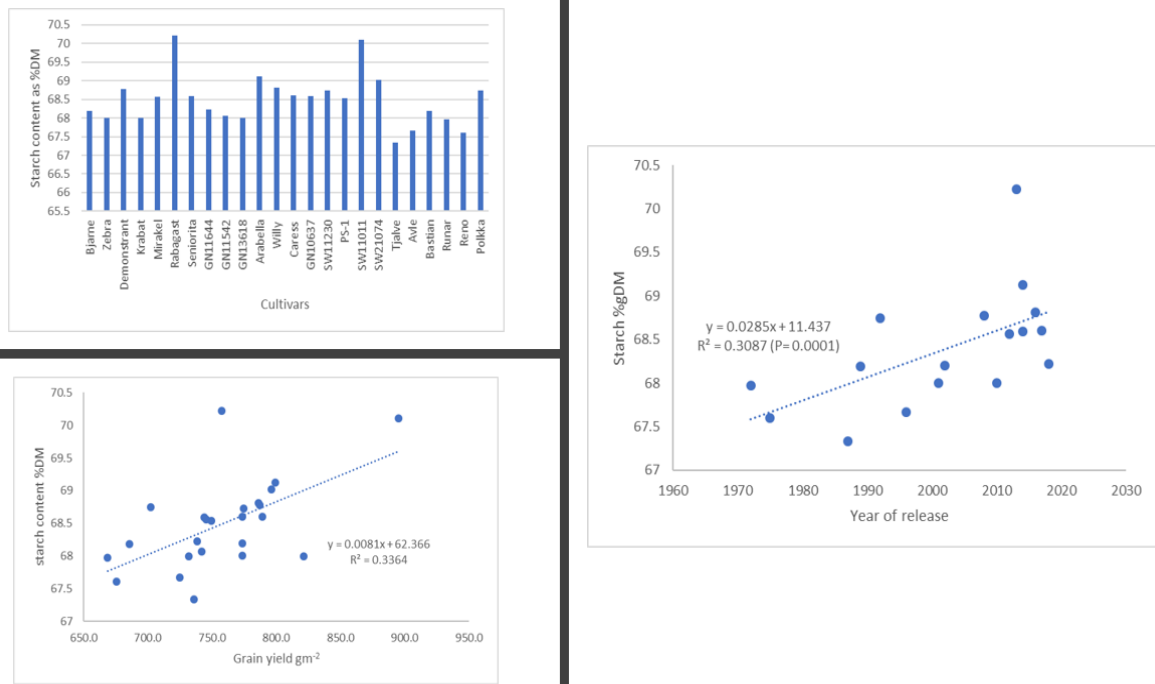 70.5
70
69.5
69
68.5
68
67.5
67
66.5
66
65.5
Starch content as %DM
Bjarne
Zebra
Demonstrant
Krabat
Mirakel
Rabagast
Seniorita
GN11644
GN11542
GN13618
Arabella
Willy
Caress
GN10637
SW11230
PS-1
SW11011
SW21074
Tjalve
Avle
Bastian
Runar
Reno
Polkka
Cultivars
70.5
70
69.5
69
68.5
68
67.5
67
starch content %DM
y = 0.0081x + 62.366
R² = 0.3364
650.0 700.0 750.0 800.0 850.0 900.0 950.0
Grain yield gm⁻²
70.5
70
69.5
69
68.5
68
67.5
67
Starch %gDM
y = 0.0285x + 11.437
R² = 0.3087 (P= 0.0001)
1960 1970 1980 1990 2000 2010 2020 2030
Year of release